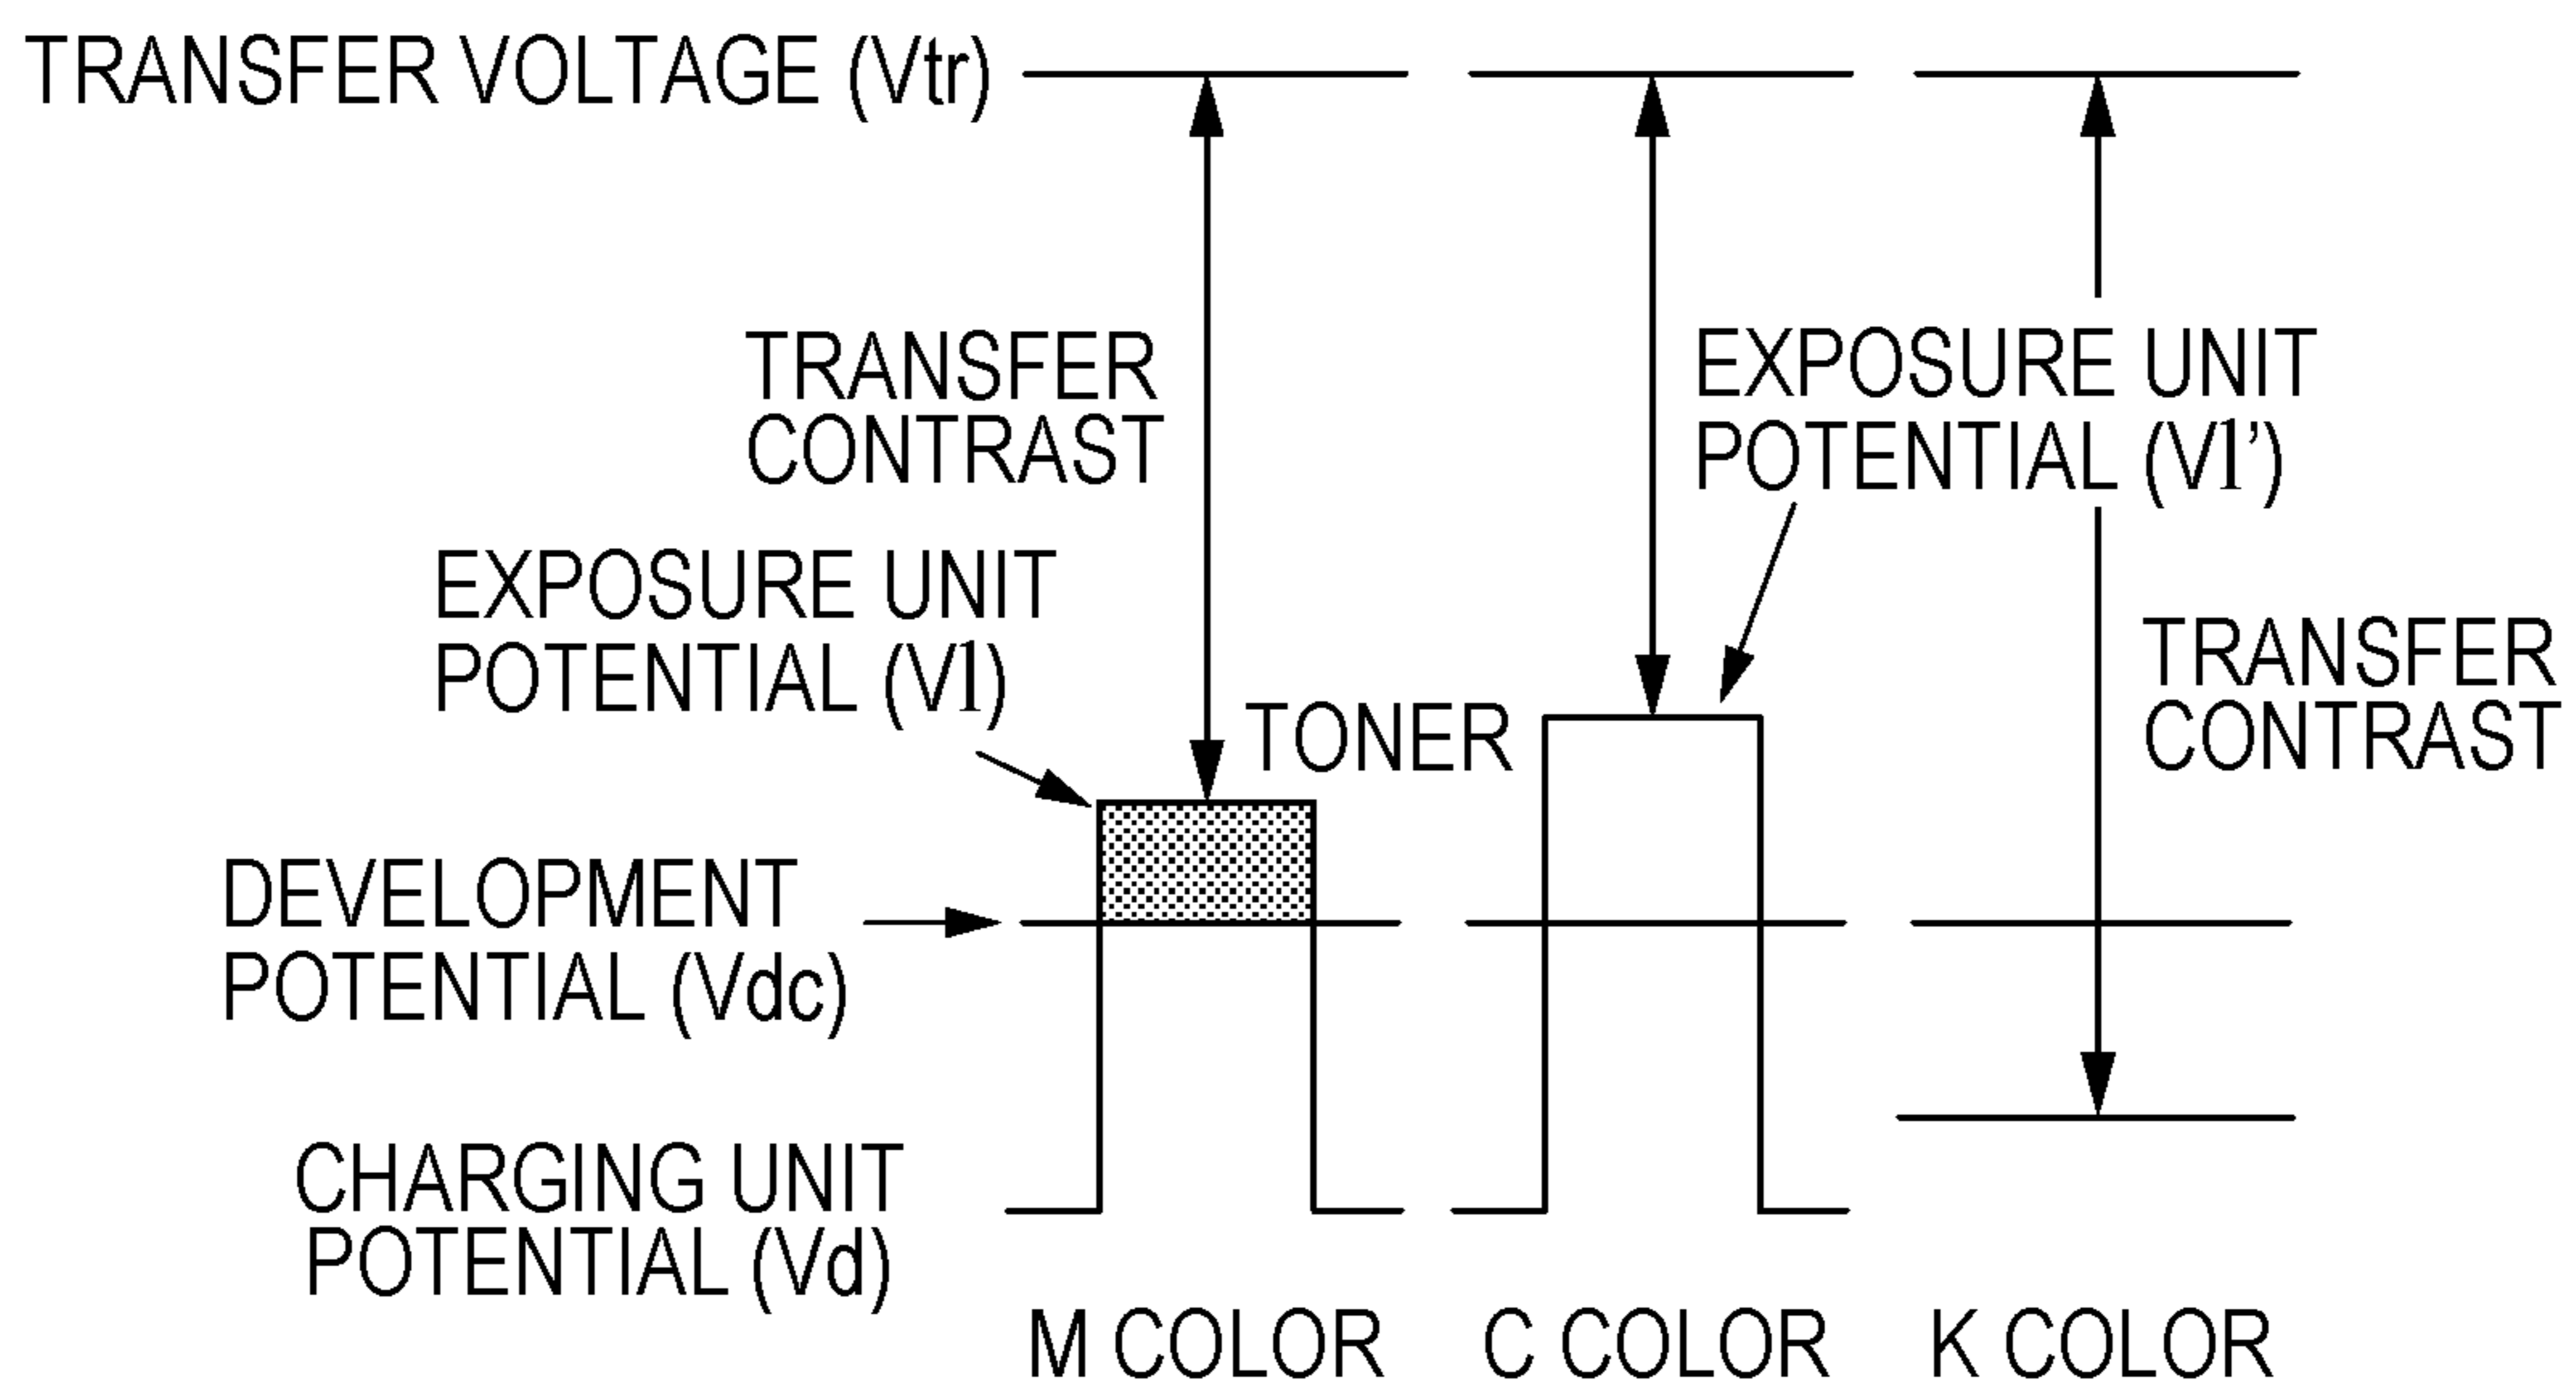 TRANSFER VOLTAGE (Vtr)
TRANSFER
CONTRAST
EXPOSURE UNIT
POTENTIAL (Vl')
EXPOSURE UNIT
POTENTIAL (Vl)
TONER
TRANSFER
CONTRAST
DEVELOPMENT
POTENTIAL (Vdc)
CHARGING UNIT
POTENTIAL (Vd)
M COLOR
C COLOR
K COLOR